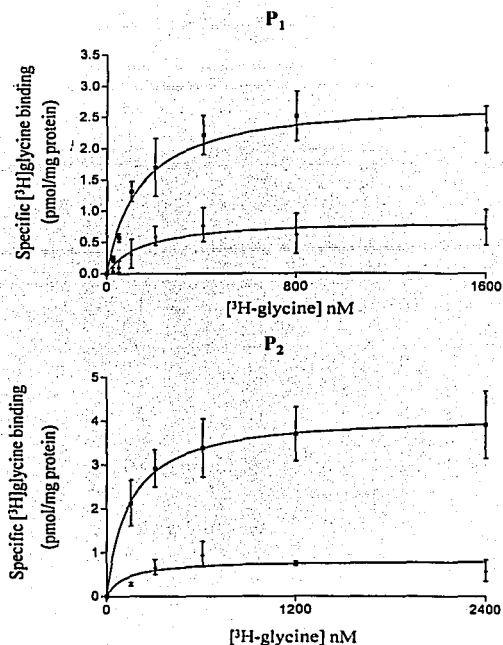 P1
Specific [³H]glycine binding
(pmol/mg protein)
3.5
3.0
2.5
2.0
1.5
1.0
0.5
0.0
0
800
1600
[³H-glycine] nM
P2
Specific [³H]glycine binding
(pmol/mg protein)
5
4
3
2
1
0
0
1200
2400
[³H-glycine] nM